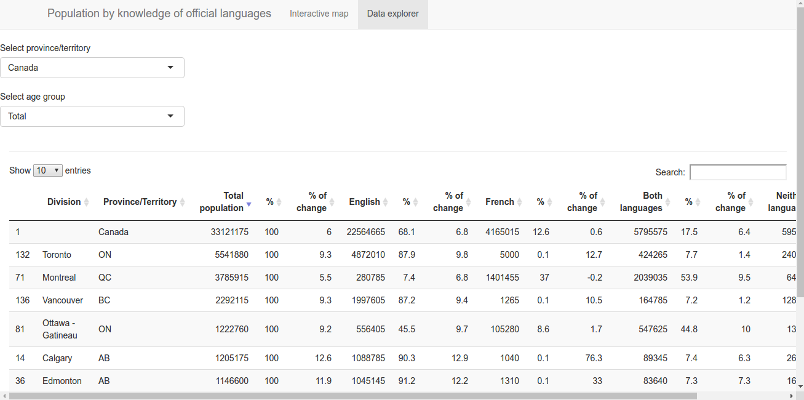 Population by knowledge of official languages Interactive map Data explorer
Select province/territory
Canada
Select age group
Total
Show 10 entries Search:
Division Province/Territory Total population % % of change English % % of change French % % of change Both languages % % of change Neith langua
1 Canada 33121175 100 6 22564665 68.1 6.8 4165015 12.6 0.6 5795575 17.5 6.4 595
132 Toronto ON 5541880 100 9.3 4872010 87.9 9.8 5000 0.1 12.7 424265 7.7 1.4 240
71 Montreal QC 3785915 100 5.5 280785 7.4 6.8 1401455 37 -0.2 2039035 53.9 9.5 64
136 Vancouver BC 2292115 100 9.3 1997605 87.2 9.4 1265 0.1 10.5 164785 7.2 1.2 128
81 Ottawa - Gatineau ON 1222760 100 9.2 556405 45.5 9.7 105280 8.6 1.7 547625 44.8 10 13
14 Calgary AB 1205175 100 12.6 1088785 90.3 12.9 1040 0.1 76.3 89345 7.4 6.3 26
36 Edmonton AB 1146600 100 11.9 1045145 91.2 12.2 1310 0.1 33 83640 7.3 7.3 16